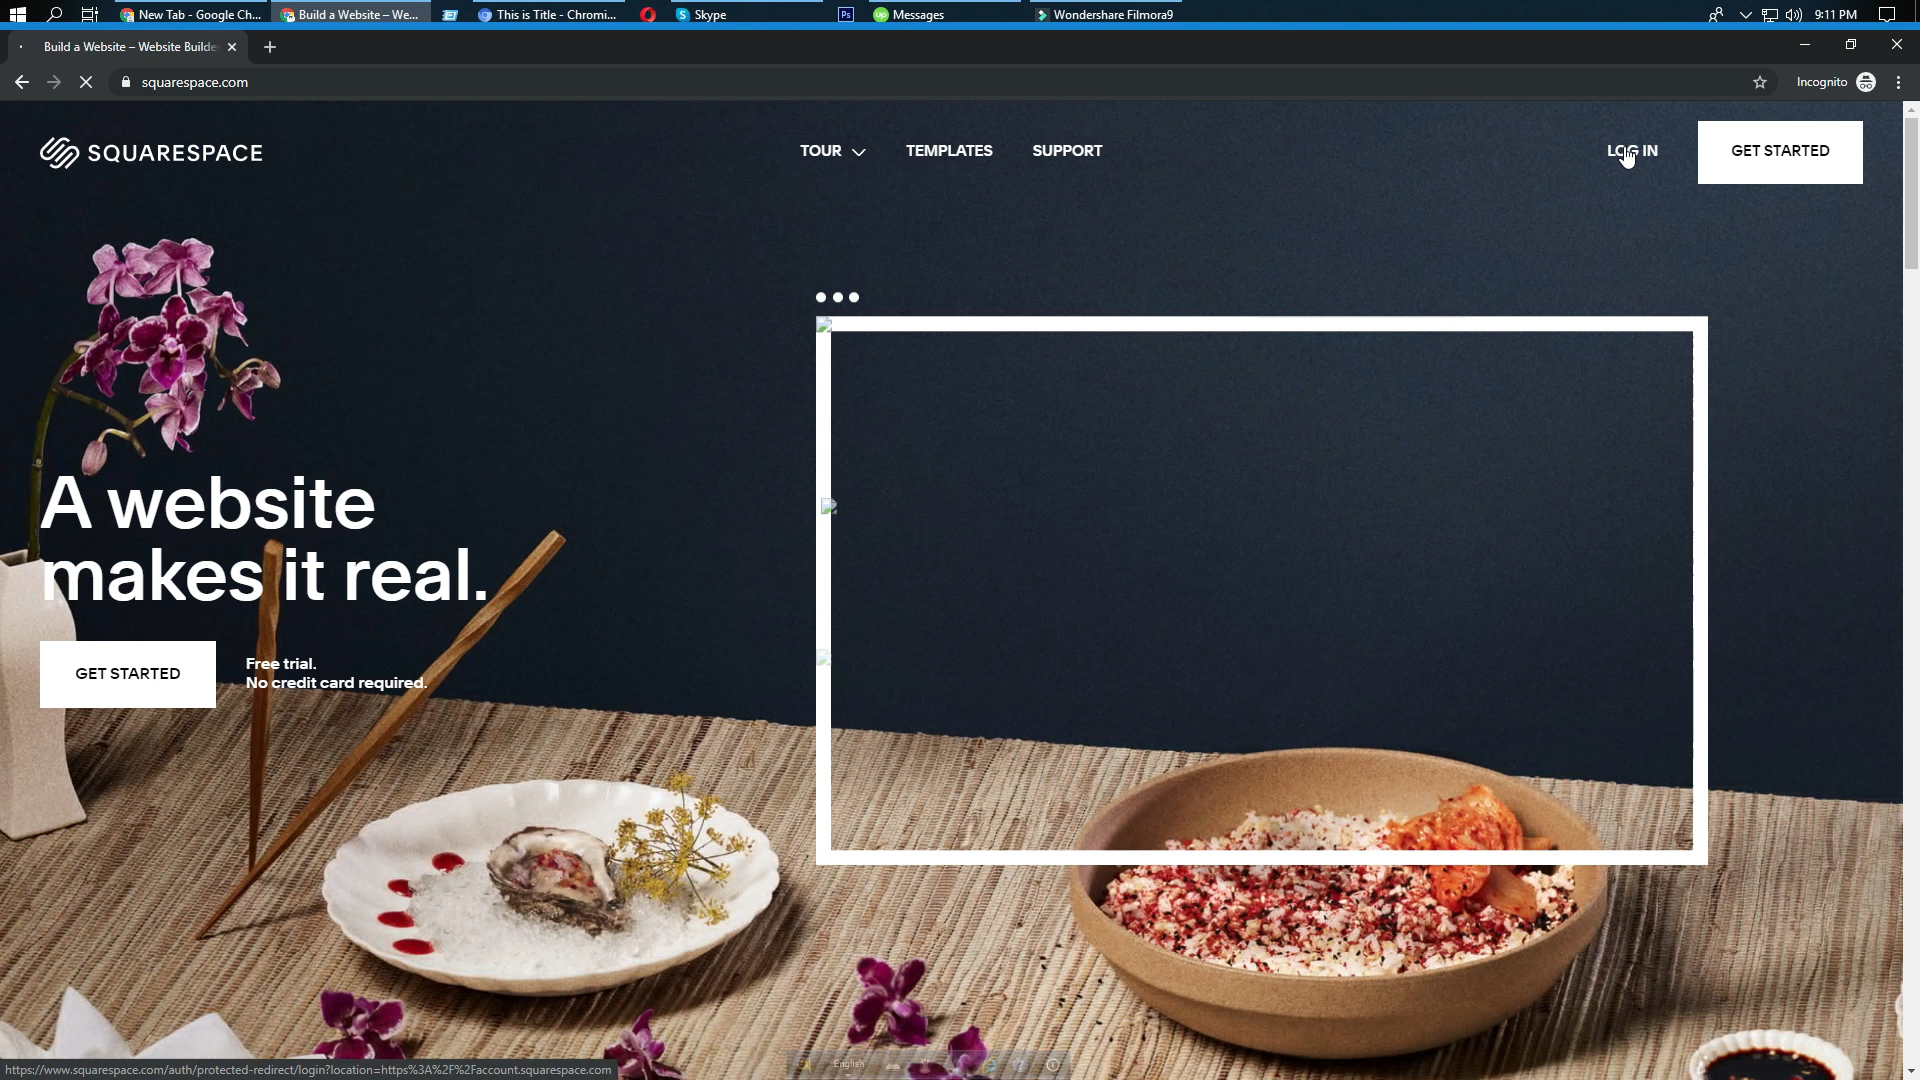 New Tab - Google Ch...
Build a Website – We...
This is Title - Chromi...
Skype
Ps
Up
Messages
Wondershare Filmora9
9:11 PM
Build a Website – Website Builde
squarespace.com
Incognito
SQUARESPACE
TOUR
TEMPLATES
SUPPORT
LOG IN
GET STARTED
A website
makes it real.
GET STARTED
Free trial.
No credit card required.
English
https://www.squarespace.com/auth/protected-redirect/login?location=https%3A%2F%2Faccount.squarespace.com